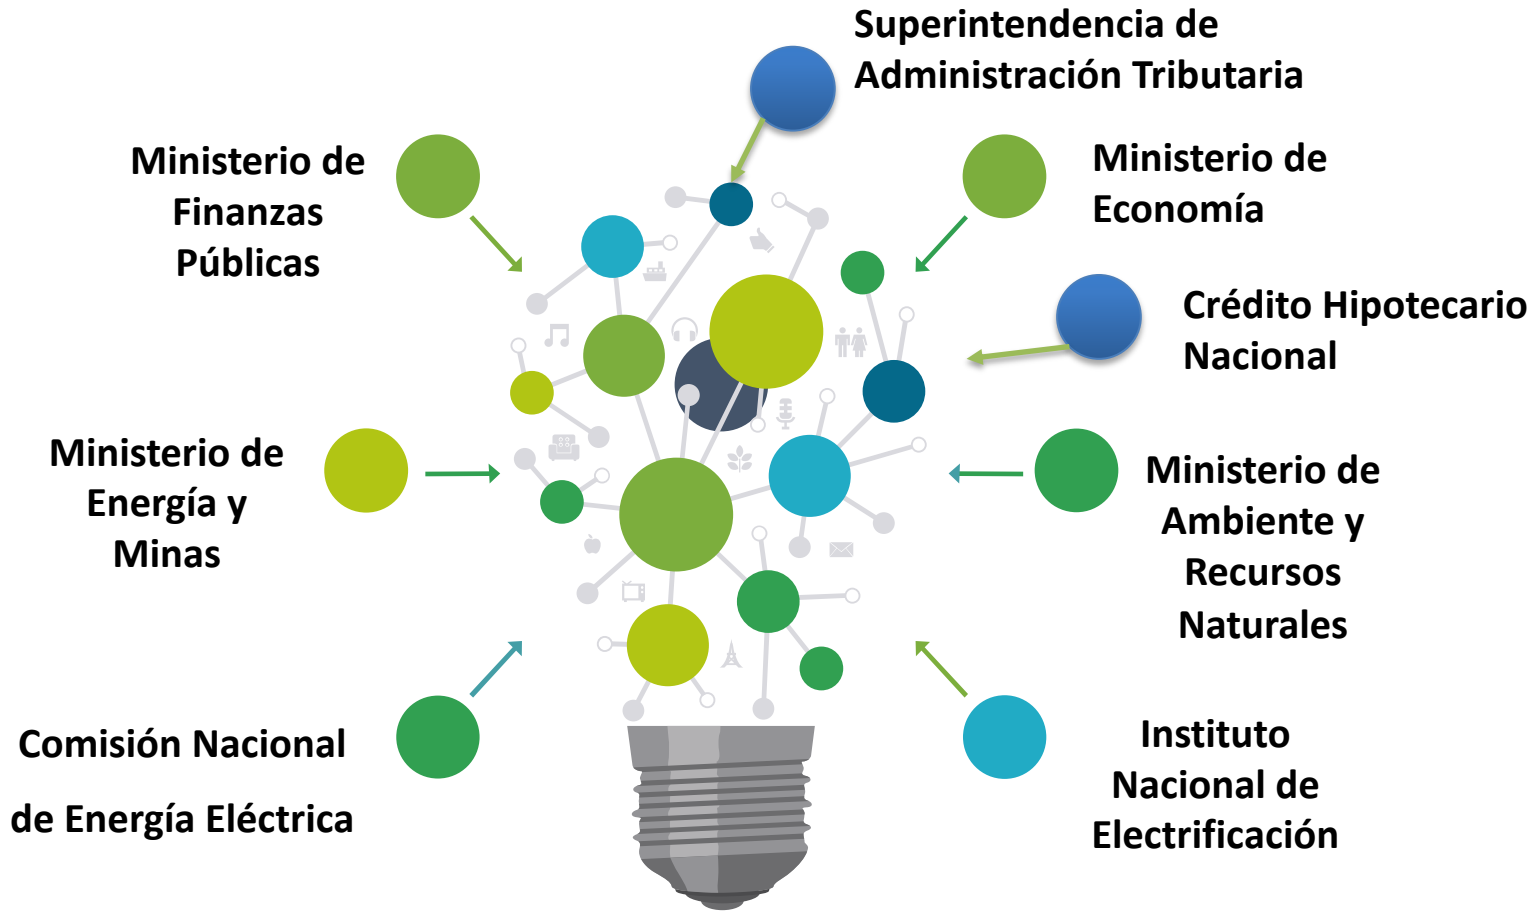 Superintendencia de
Administración Tributaria
Ministerio de
Finanzas
Públicas
Ministerio de
Economía
Crédito Hipotecario
Nacional
Ministerio de
Energía y
Minas
Ministerio de
Ambiente y
Recursos
Naturales
Comisión Nacional
de Energía Eléctrica
Instituto
Nacional de
Electrificación